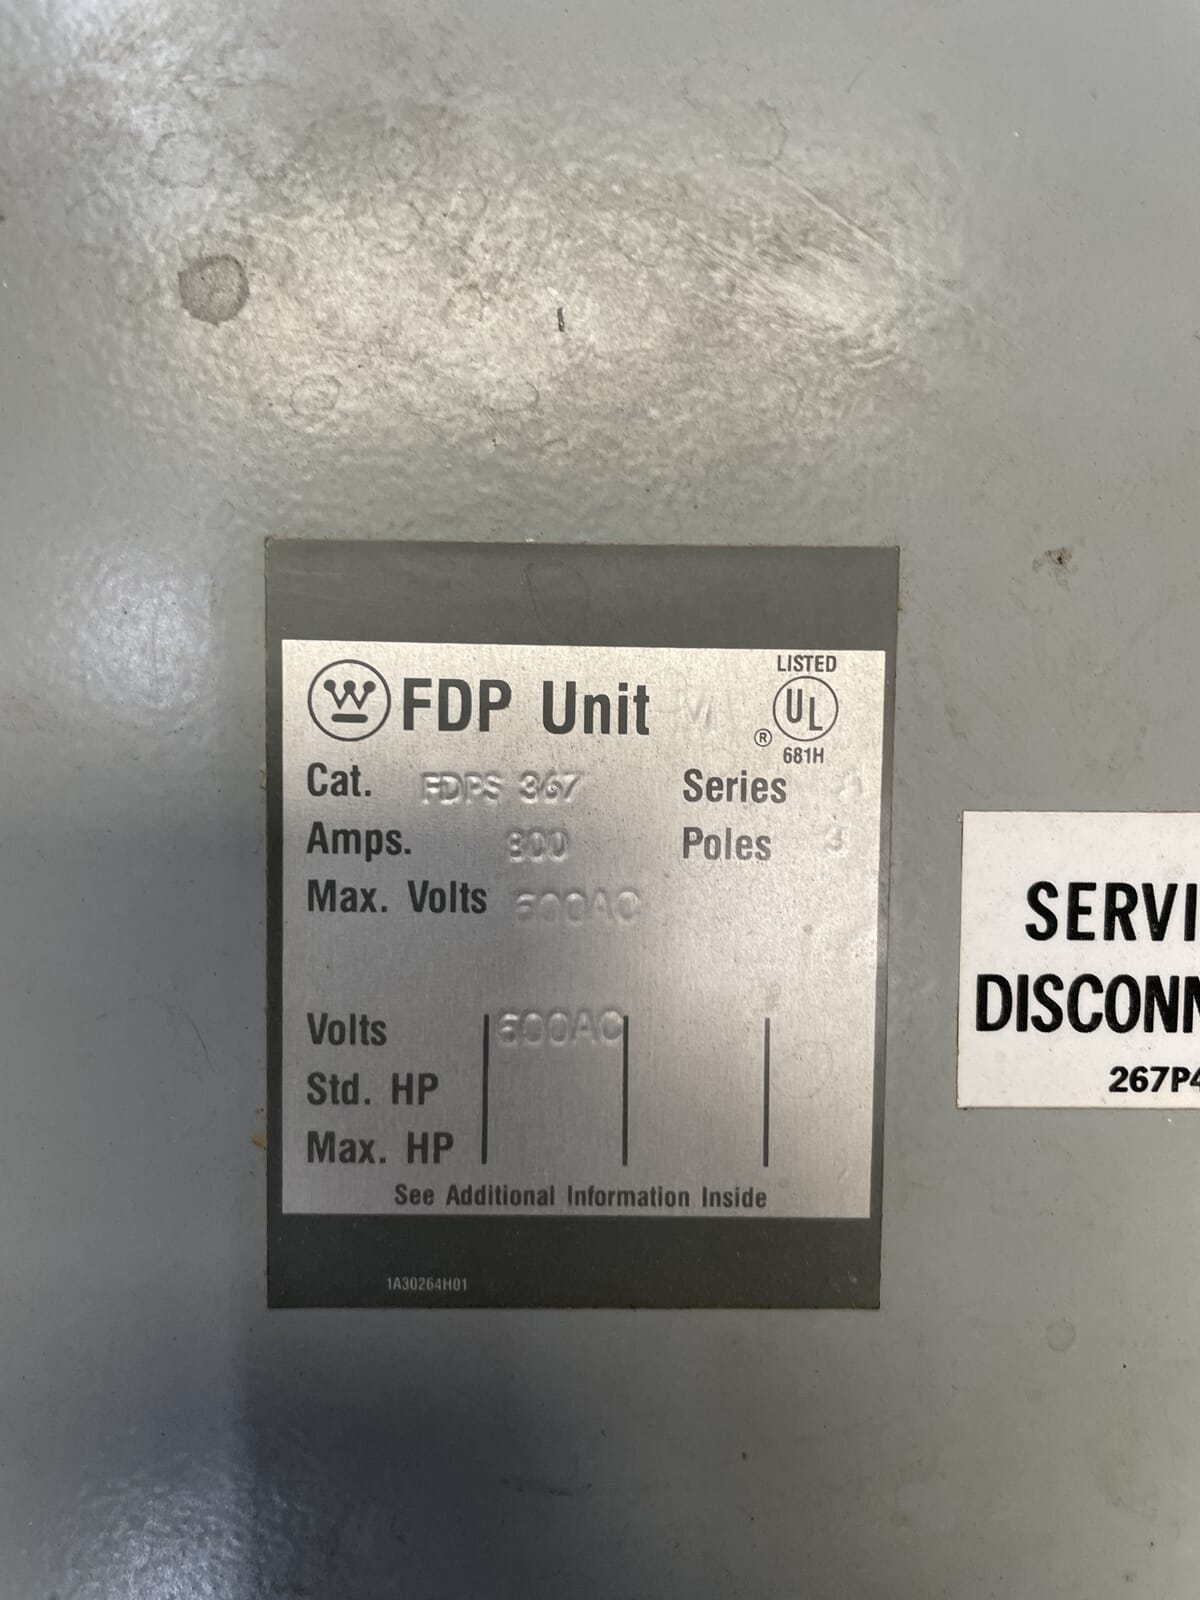 W FDP Unit
LISTED
UL
®
681H
Cat. FDPS 367
Series
Amps. 800
Poles 3
Max. Volts 600AC
Volts 600AC
Std. HP
Max. HP
See Additional Information Inside
1A30264H01
SERVI
DISCONN
267P4